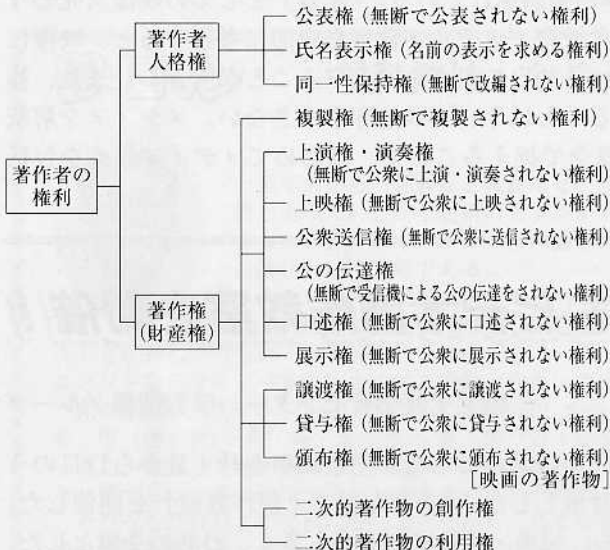 公表権（無断で公表されない権利）
著作者
人格権
氏名表示権（名前の表示を求める権利）
同一性保持権（無断で改編されない権利）
複製権（無断で複製されない権利）
上演権・演奏権
（無断で公衆に上演・演奏されない権利）
著作者の
権利
上映権（無断で公衆に上映されない権利）
公衆送信権（無断で公衆に送信されない権利）
公の伝達権
（無断で受信機による公の伝達をされない権利）
著作権
（財産権）
口述権（無断で公衆に口述されない権利）
展示権（無断で公衆に展示されない権利）
譲渡権（無断で公衆に譲渡されない権利）
貸与権（無断で公衆に貸与されない権利）
頒布権（無断で公衆に頒布されない権利）
［映画の著作物］
二次的著作物の創作権
二次的著作物の利用権